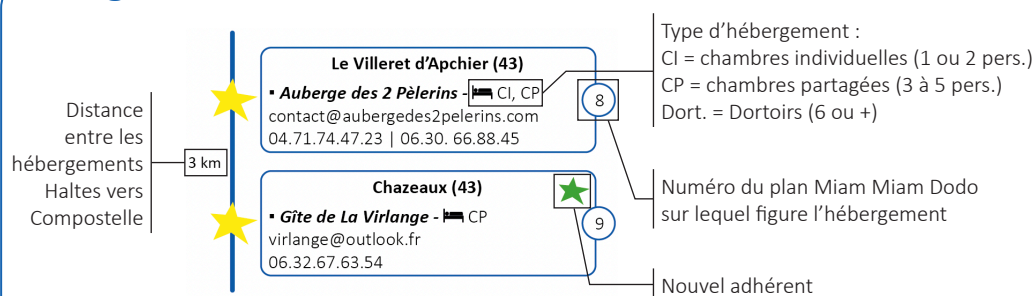 Type d'hébergement :
CI = chambres individuelles (1 ou 2 pers.)
CP = chambres partagées (3 à 5 pers.)
Dort. = Dortoirs (6 ou +)
Le Villeret d'Apchier (43)
▪ Auberge des 2 Pèlerins - CI, CP
contact@aubergedes2pelerins.com
04.71.74.47.23 | 06.30. 66.88.45
8
Distance
entre les
hébergements
Haltes vers
Compostelle
3 km
Chazeaux (43)
▪ Gîte de La Virlange - CP
virlange@outlook.fr
06.32.67.63.54
9
Numéro du plan Miam Miam Dodo
sur lequel figure l'hébergement
Nouvel adhérent